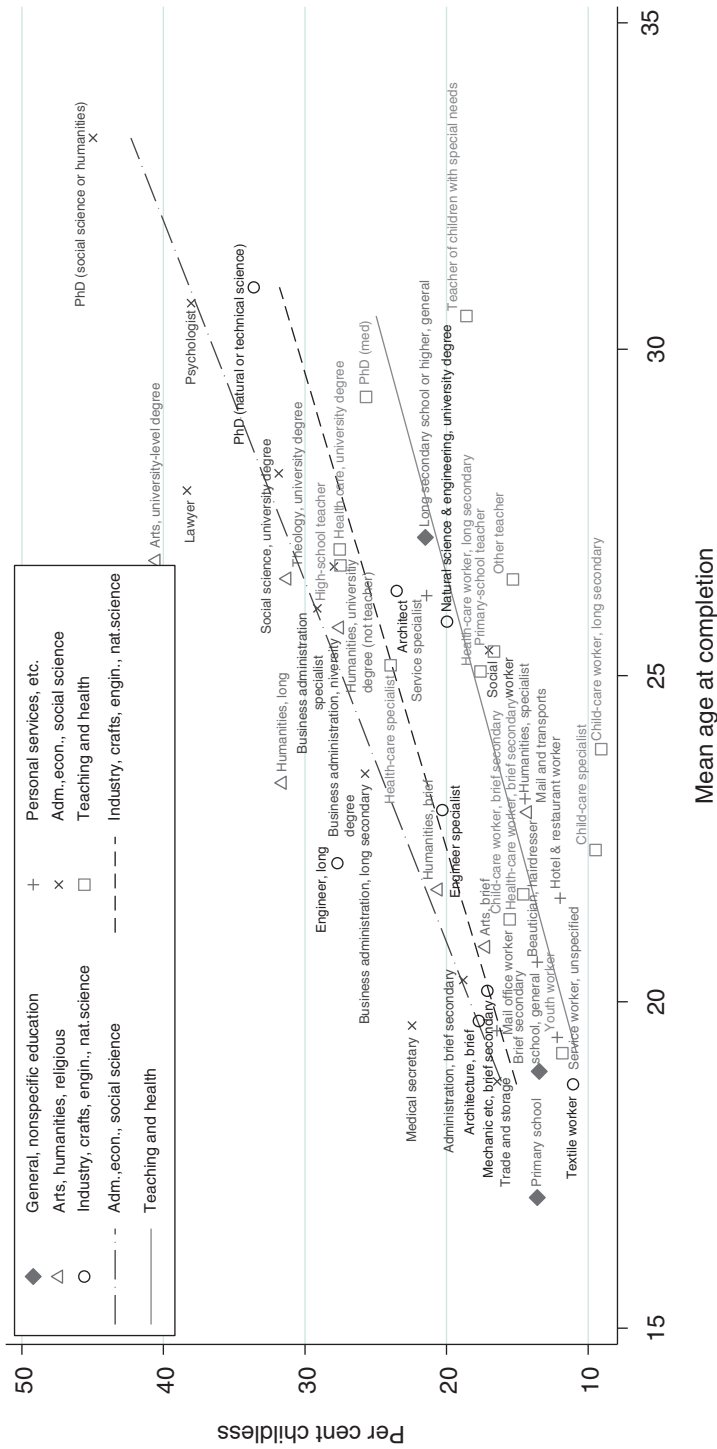 50
40
30
20
10
Per cent childless
15
20
25
30
35
Mean age at completion
General, nonspecific education
Personal services, etc.
Arts, humanities, religious
Adm.,econ., social science
Industry, crafts, engin., nat.science
Teaching and health
Adm.,econ., social science
Industry, crafts, engin., nat.science
Teaching and health
PhD (social science or humanities)
Arts, university-level degree
Lawyer
Psychologist
PhD (natural or technical science)
Social science, university degree
Theology, university degree
Humanities, long
Business administration
specialist
High-school teacher
Health-care, university degree
Engineer, long
Business administration, niversity
degree
Humanities, university
degree (not teacher)
PhD (med)
Business administration, long secondary
Health-care specialist
Architect
Service specialist
Medical secretary
Humanities, brief
Long secondary school or higher, general
Engineer specialist
Natural science & engineering, university degree
Administration, brief secondary
Teacher of children with special needs
Architecture, brief
Arts, brief
Child-care worker, brief secondary
Health-care worker, long secondary
Primary-school teacher
Mechanic etc, brief secondary
Mail office worker
Health-care worker, brief secondary
Social
worker
Other teacher
Trade and storage
Brief secondary
school, general
Beautician, hairdresser
Humanities, specialist
Mail and transports
Primary school
Youth worker
Hotel & restaurant worker
Textile worker
Service worker, unspecified
Child-care specialist
Child-care worker, long secondary